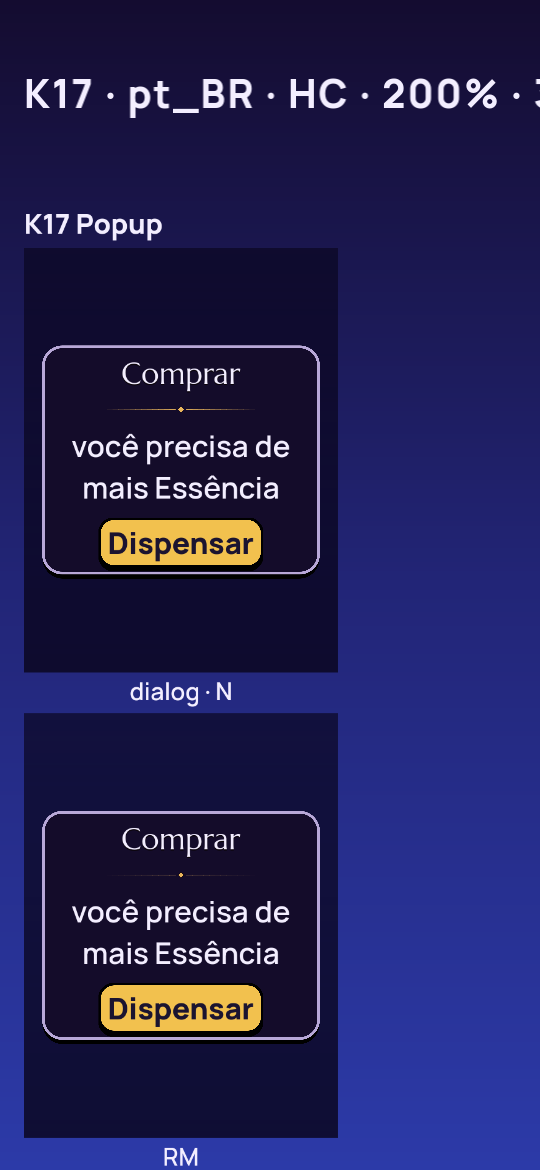 K17 · pt_BR · HC · 200% ·
K17 Popup
Comprar
você precisa de
mais Essência
Dispensar
dialog · N
Comprar
você precisa de
mais Essência
Dispensar
RM